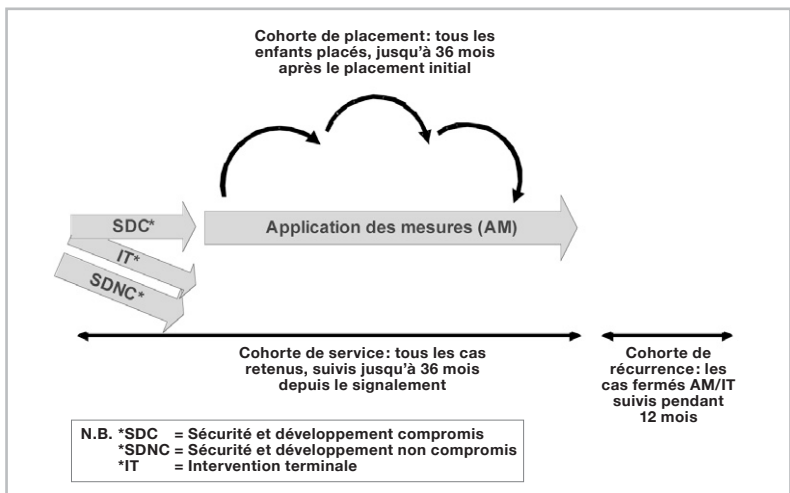 Cohorte de placement : tous les
enfants placés, jusqu'à 36 mois
après le placement initial
SDC*
Application des mesures (AM)
IT*
SDNC*
Cohorte de service : tous les cas
retenus, suivis jusqu'à 36 mois
depuis le signalement
Cohorte de
récurrence : les
cas fermés AM/IT
suivis pendant
12 mois
N.B. *SDC = Sécurité et développement compromis
*SDNC = Sécurité et développement non compromis
*IT = Intervention terminale